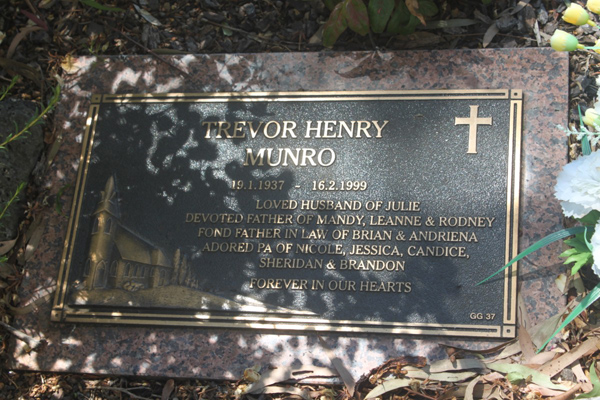 TREVOR HENRY
MUNRO
19.1.1937 - 16.2.1999
LOVED HUSBAND OF JULIE
DEVOTED FATHER OF MANDY, LEANNE & RODNEY
FOND FATHER IN LAW OF BRIAN & ANDRIENA
ADORED PA OF NICOLE, JESSICA, CANDICE,
SHERIDAN & BRANDON
FOREVER IN OUR HEARTS
GG 37